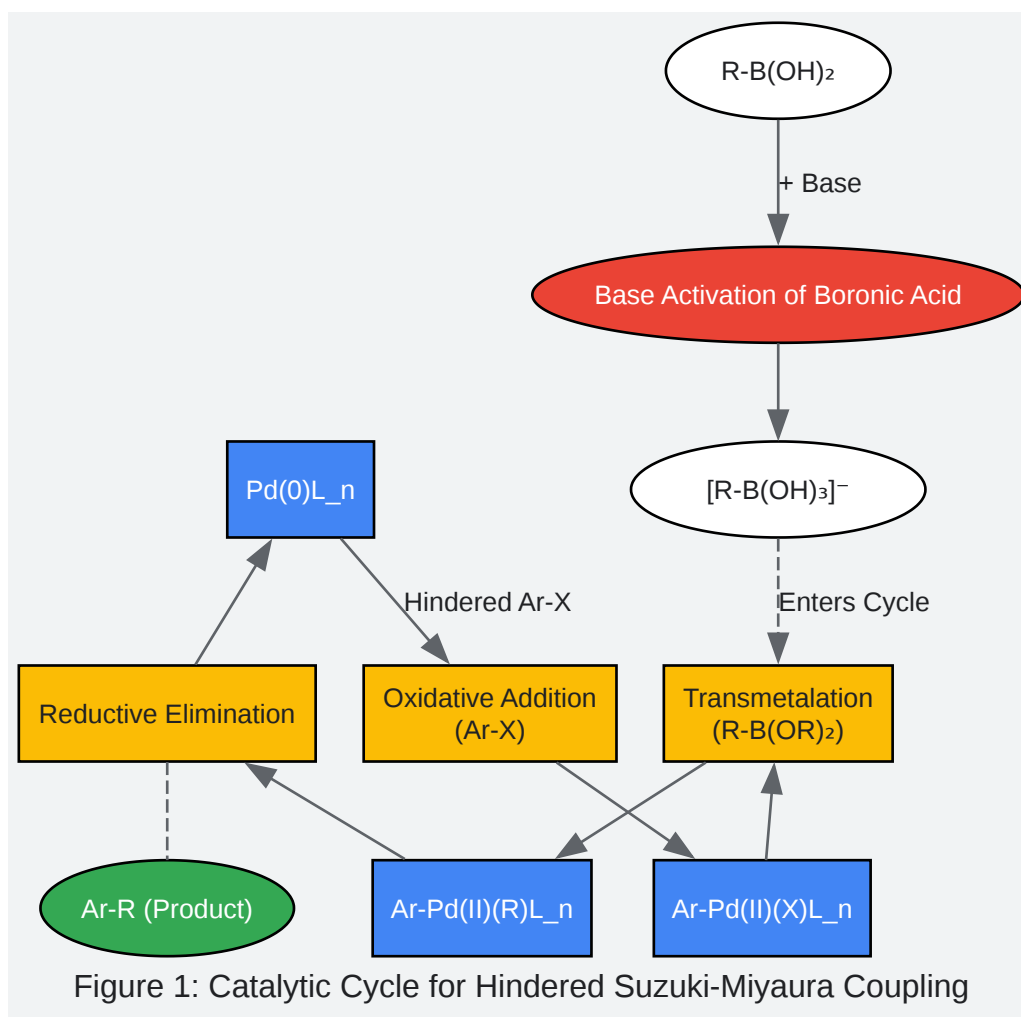 R-B(OH)₂
+ Base
Base Activation of Boronic Acid
Pd(0)L_n
[R-B(OH)₃]⁻
Hindered Ar-X
Enters Cycle
Reductive Elimination
Oxidative Addition
(Ar-X)
Transmetalation
(R-B(OR)₂)
Ar-R (Product)
Ar-Pd(II)(R)L_n
Ar-Pd(II)(X)L_n
Figure 1: Catalytic Cycle for Hindered Suzuki-Miyaura Coupling